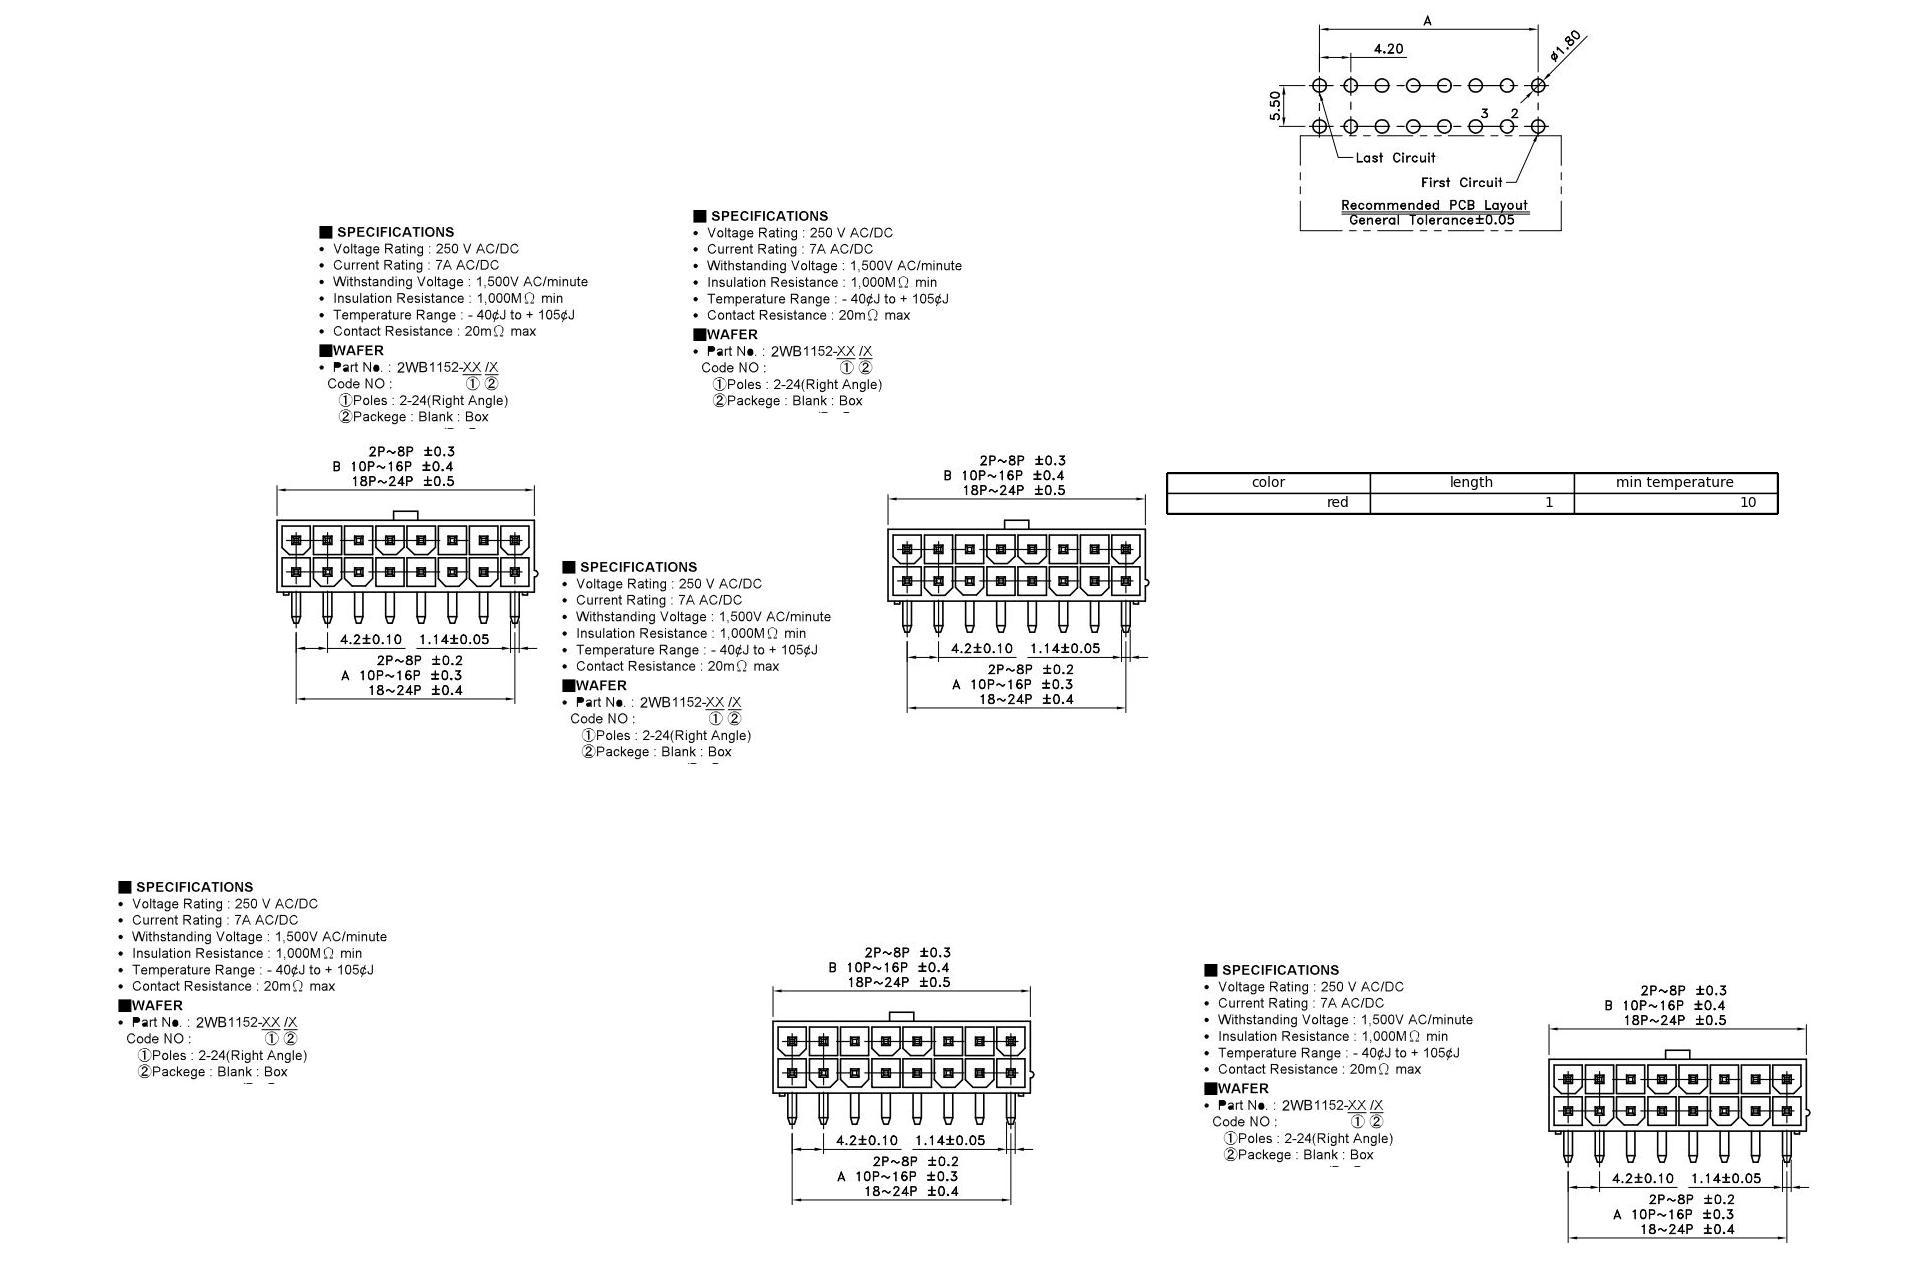 A
4.20
ø1.80
5.50
3 2
Last Circuit
First Circuit
Recommended PCB Layout
General Tolerance±0.05
■ SPECIFICATIONS
• Voltage Rating : 250 V AC/DC
• Current Rating : 7A AC/DC
• Withstanding Voltage : 1,500V AC/minute
• Insulation Resistance : 1,000MΩ min
• Temperature Range : - 40¢J to + 105¢J
• Contact Resistance : 20mΩ max
■WAFER
• Part No. : 2WB1152-XX /X
Code NO : ① ②
①Poles : 2-24(Right Angle)
②Packege : Blank : Box
■ SPECIFICATIONS
• Voltage Rating : 250 V AC/DC
• Current Rating : 7A AC/DC
• Withstanding Voltage : 1,500V AC/minute
• Insulation Resistance : 1,000MΩ min
• Temperature Range : - 40¢J to + 105¢J
• Contact Resistance : 20mΩ max
■WAFER
• Part No. : 2WB1152-XX /X
Code NO : ① ②
①Poles : 2-24(Right Angle)
②Packege : Blank : Box
2P~8P ±0.3
B 10P~16P ±0.4
18P~24P ±0.5
4.2±0.10 1.14±0.05
2P~8P ±0.2
A 10P~16P ±0.3
18~24P ±0.4
2P~8P ±0.3
B 10P~16P ±0.4
18P~24P ±0.5
4.2±0.10 1.14±0.05
2P~8P ±0.2
A 10P~16P ±0.3
18~24P ±0.4
color length min temperature
red 1 10
■ SPECIFICATIONS
• Voltage Rating : 250 V AC/DC
• Current Rating : 7A AC/DC
• Withstanding Voltage : 1,500V AC/minute
• Insulation Resistance : 1,000MΩ min
• Temperature Range : - 40¢J to + 105¢J
• Contact Resistance : 20mΩ max
■WAFER
• Part No. : 2WB1152-XX /X
Code NO : ① ②
①Poles : 2-24(Right Angle)
②Packege : Blank : Box
■ SPECIFICATIONS
• Voltage Rating : 250 V AC/DC
• Current Rating : 7A AC/DC
• Withstanding Voltage : 1,500V AC/minute
• Insulation Resistance : 1,000MΩ min
• Temperature Range : - 40¢J to + 105¢J
• Contact Resistance : 20mΩ max
■WAFER
• Part No. : 2WB1152-XX /X
Code NO : ① ②
①Poles : 2-24(Right Angle)
②Packege : Blank : Box
2P~8P ±0.3
B 10P~16P ±0.4
18P~24P ±0.5
4.2±0.10 1.14±0.05
2P~8P ±0.2
A 10P~16P ±0.3
18~24P ±0.4
■ SPECIFICATIONS
• Voltage Rating : 250 V AC/DC
• Current Rating : 7A AC/DC
• Withstanding Voltage : 1,500V AC/minute
• Insulation Resistance : 1,000MΩ min
• Temperature Range : - 40¢J to + 105¢J
• Contact Resistance : 20mΩ max
■WAFER
• Part No. : 2WB1152-XX /X
Code NO : ① ②
①Poles : 2-24(Right Angle)
②Packege : Blank : Box
2P~8P ±0.3
B 10P~16P ±0.4
18P~24P ±0.5
4.2±0.10 1.14±0.05
2P~8P ±0.2
A 10P~16P ±0.3
18~24P ±0.4